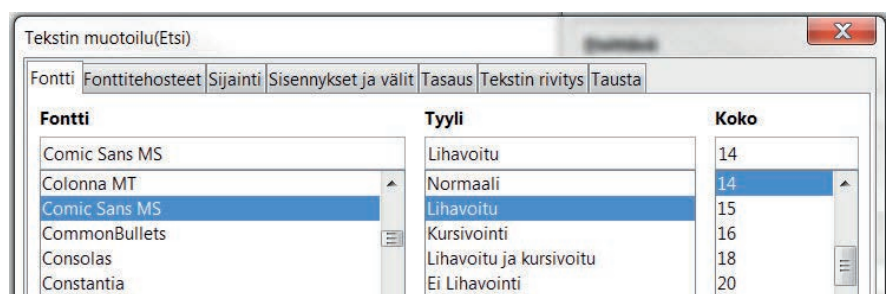 Tekstin muotoilu(Etsi)
Fontti Fonttitehosteet Sijainti Sisennykset ja välit Tasaus Tekstin rivitys Tausta
Fontti Tyyli Koko
Comic Sans MS Lihavoitu 14
Colonna MT Normaali 14
Comic Sans MS Lihavoitu 15
CommonBullets Kursivointi 16
Consolas Lihavoitu ja kursivoitu 18
Constantia Ei Lihavointi 20